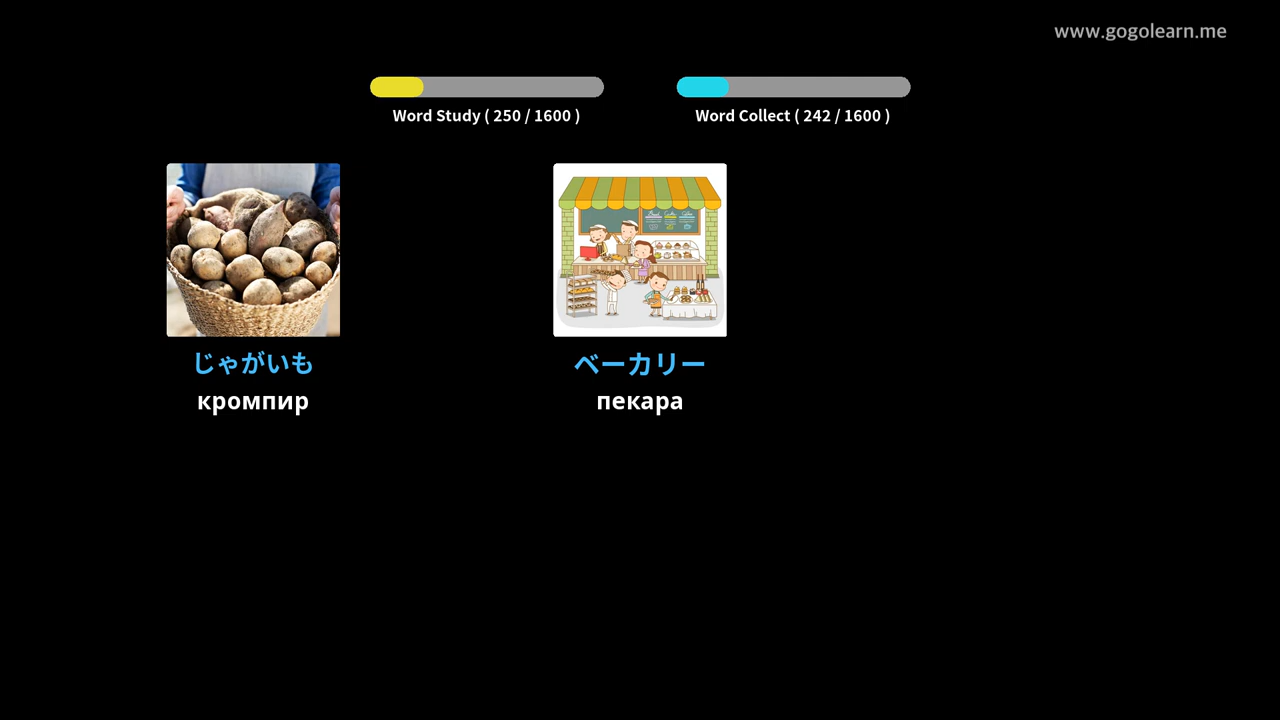 www.gogolearn.me
Word Study ( 250 / 1600 )
Word Collect ( 242 / 1600 )
じゃがいも
кромпир
ベーカリー
пекара